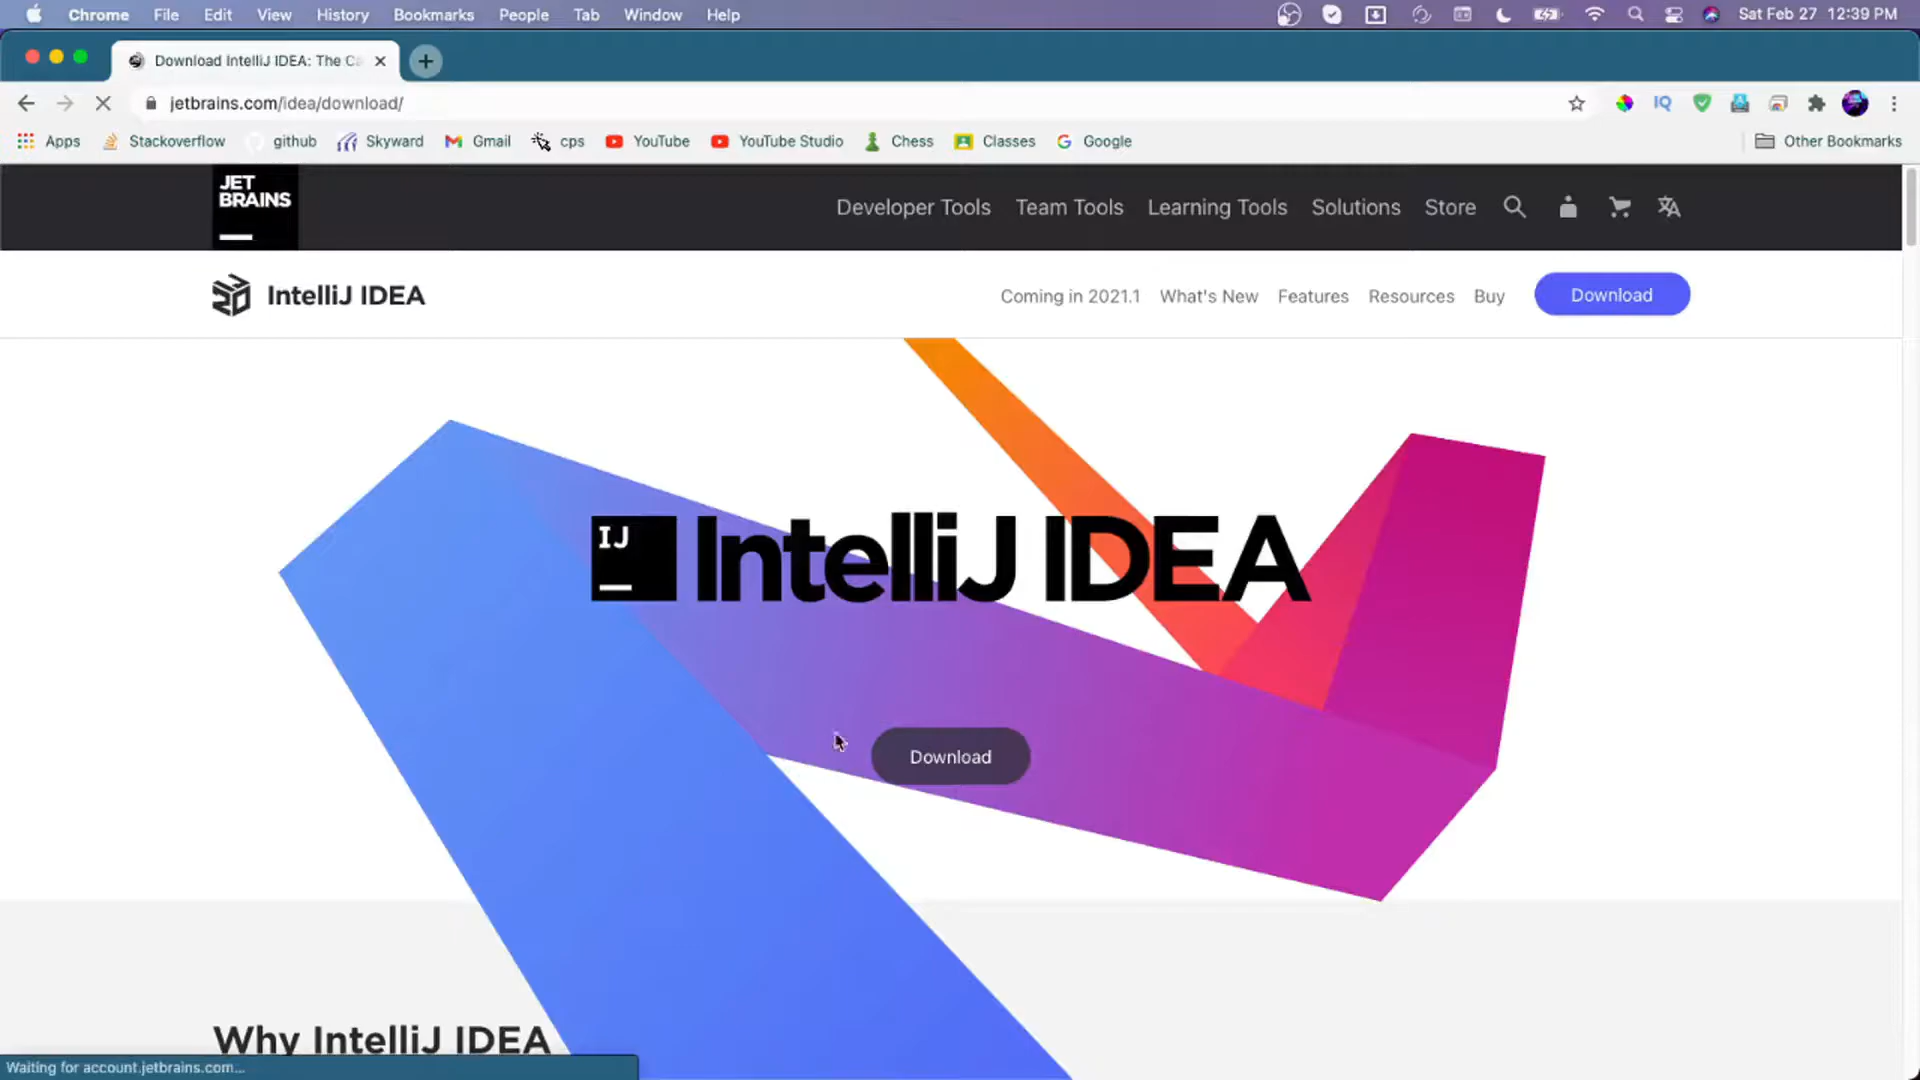 Chrome File Edit View History Bookmarks People Tab Window Help Sat Feb 27 12:39 PM
Download IntelliJ IDEA: The Ca
jetbrains.com/idea/download/
IQ
Apps Stackoverflow github Skyward Gmail cps YouTube YouTube Studio Chess Classes Google Other Bookmarks
JET
BRAINS
Developer Tools Team Tools Learning Tools Solutions Store
IntelliJ IDEA Coming in 2021.1 What's New Features Resources Buy Download
IJ IntelliJ IDEA
Download
Why IntelliJ IDEA
Waiting for account.jetbrains.com...